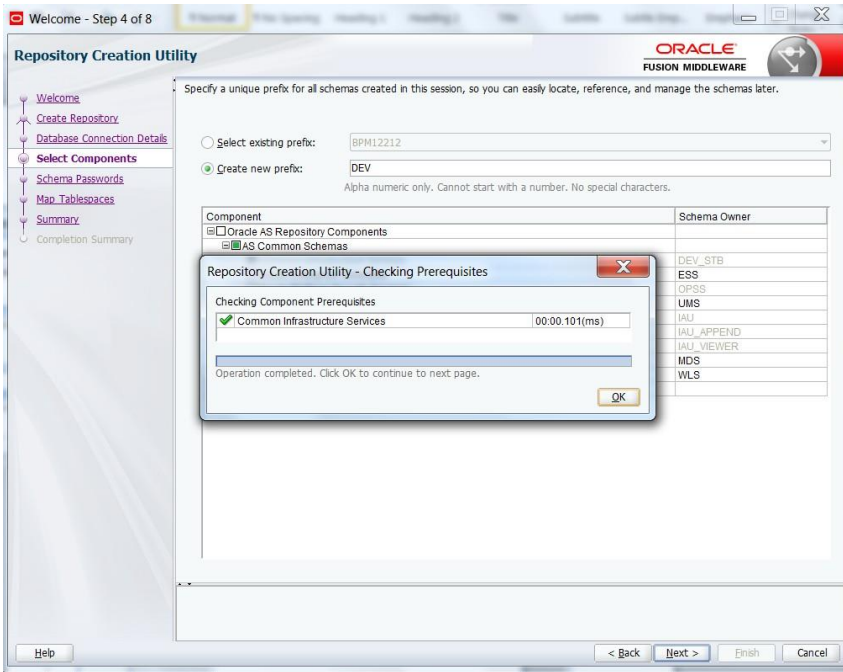 Welcome - Step 4 of 8
Repository Creation Utility
ORACLE
FUSION MIDDLEWARE
Welcome
Create Repository
Database Connection Details
Select Components
Schema Passwords
Map Tablespaces
Summary
Completion Summary
Specify a unique prefix for all schemas created in this session, so you can easily locate, reference, and manage the schemas later.
Select existing prefix: BPM12212
Create new prefix: DEV
Alpha numeric only. Cannot start with a number. No special characters.
Component Schema Owner
Oracle AS Repository Components
AS Common Schemas
DEV_STB
ESS
OPSS
UMS
IAU
IAU_APPEND
IAU_VIEWER
MDS
WLS
Repository Creation Utility - Checking Prerequisites
Checking Component Prerequisites
Common Infrastructure Services 00:00.101(ms)
Operation completed. Click OK to continue to next page.
OK
Help < Back Next > Finish Cancel